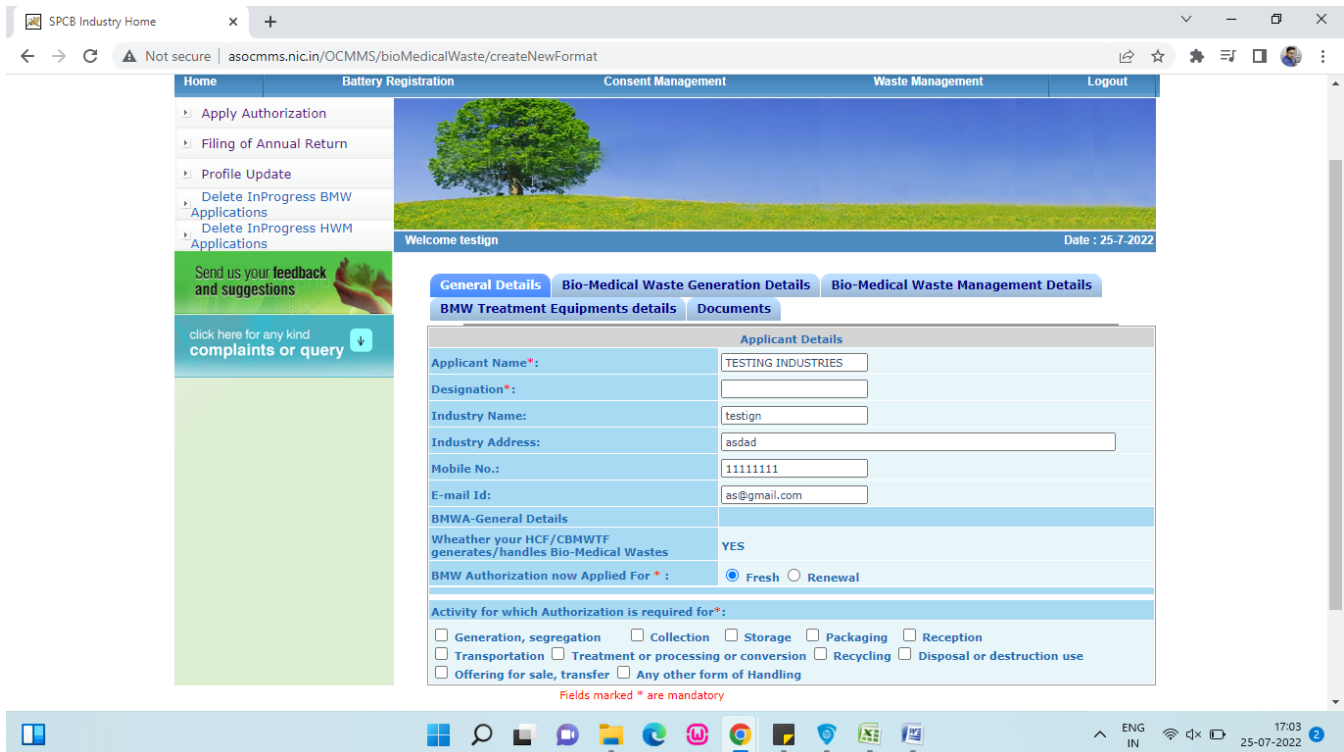 SPCB Industry Home
Not secure | asocmms.nic.in/OCMMS/bioMedicalWaste/createNewFormat
Home Battery Registration Consent Management Waste Management Logout
Apply Authorization
Filing of Annual Return
Profile Update
Delete InProgress BMW
Applications
Delete InProgress HWM
Applications
Send us your feedback
and suggestions
click here for any kind
complaints or query
Welcome testign Date : 25-7-2022
General Details Bio-Medical Waste Generation Details Bio-Medical Waste Management Details
BMW Treatment Equipments details Documents
Applicant Details
Applicant Name*: TESTING INDUSTRIES
Designation*:
Industry Name: testign
Industry Address: asdad
Mobile No.: 11111111
E-mail Id: as@gmail.com
BMWA-General Details
Wheather your HCF/CBMWTF
generates/handles Bio-Medical Wastes YES
BMW Authorization now Applied For * : Fresh Renewal
Activity for which Authorization is required for*:
Generation, segregation Collection Storage Packaging Reception
Transportation Treatment or processing or conversion Recycling Disposal or destruction use
Offering for sale, transfer Any other form of Handling
Fields marked * are mandatory
ENG
IN
17:03
25-07-2022
2